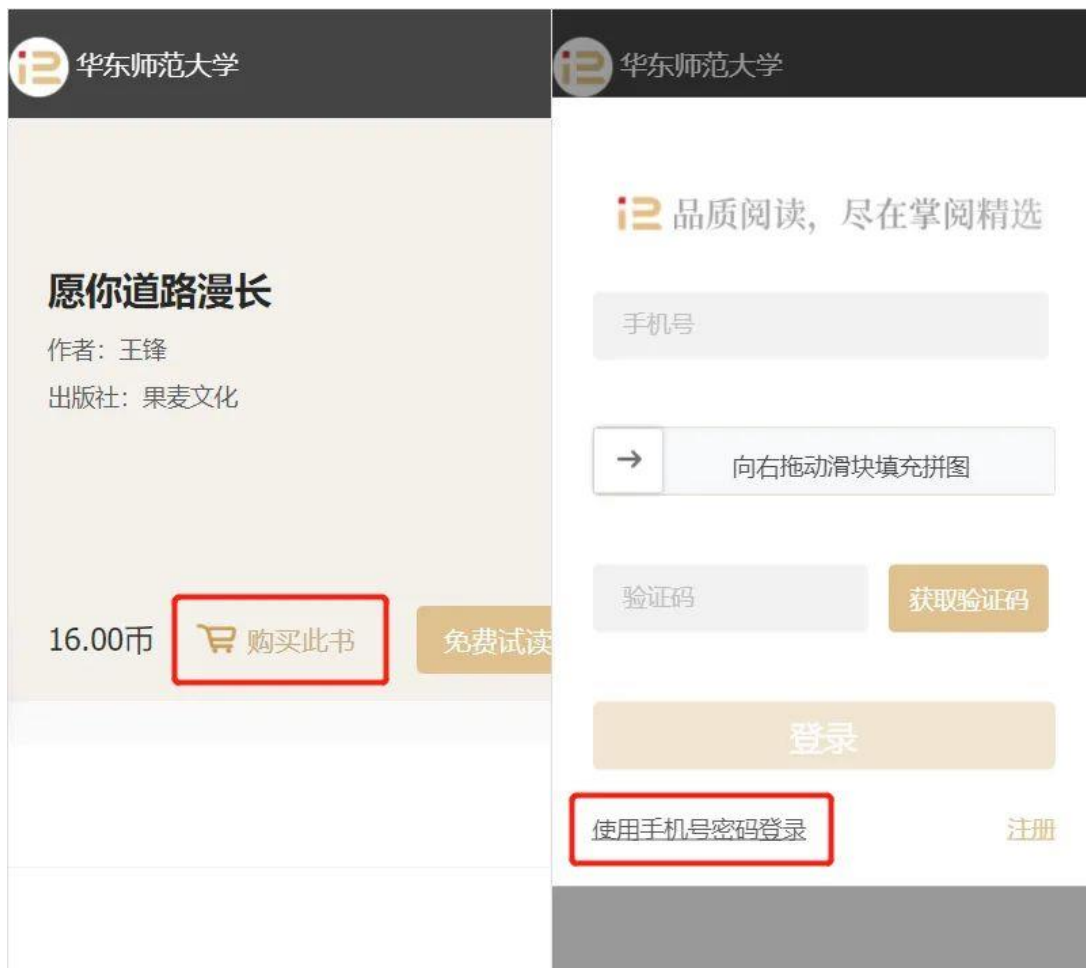 华东师范大学
愿你道路漫长
作者：王锋
出版社：果麦文化
16.00币 购买此书 免费试读
华东师范大学
品质阅读，尽在掌阅精选
手机号
向右拖动滑块填充拼图
验证码 获取验证码
登录
使用手机号密码登录 注册